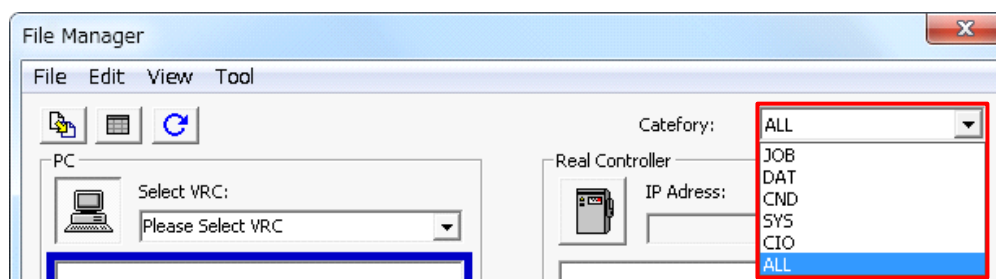 File Manager
File Edit View Tool
Catefory: ALL
JOB
DAT
CND
SYS
CIO
ALL
PC
Select VRC:
Please Select VRC
Real Controller
IP Adress: